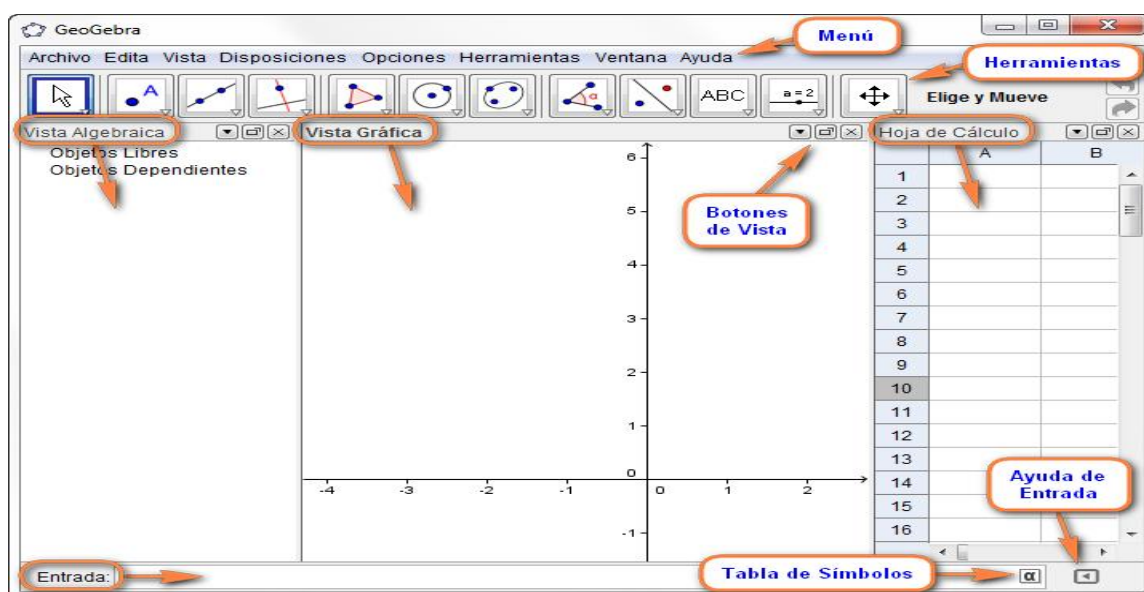 GeoGebra
Menú
Archivo Edita Vista Disposiciones Opciones Herramientas Ventana Ayuda
Herramientas
A
α
ABC
a = 2
Elige y Mueve
Vista Algebraica
Vista Gráfica
Hoja de Cálculo
Objetos Libres
Objetos Dependientes
A B
1
2
3
4
5
6
7
8
9
10
11
12
13
14
15
16
6
5
4
3
2
1
0
-1
-4 -3 -2 -1 0 1 2
Botones
de Vista
Ayuda de
Entrada
Entrada:
Tabla de Símbolos
α